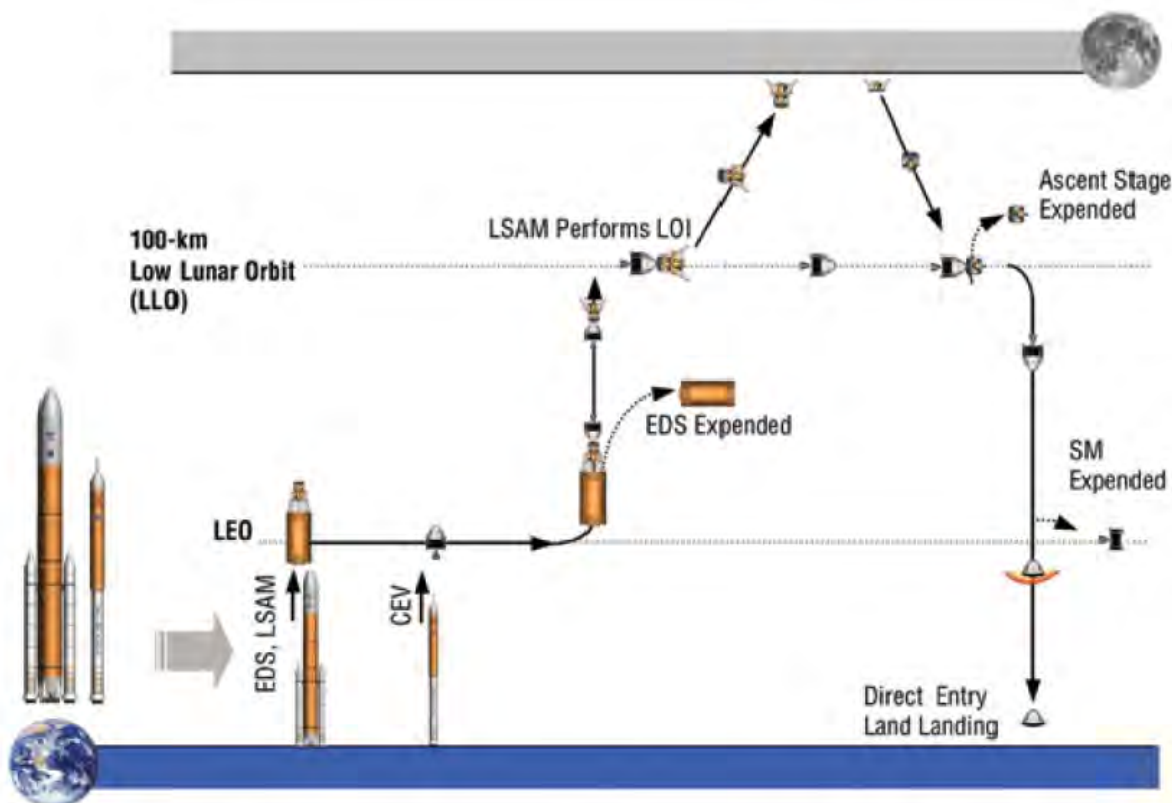 LSAM Performs LOI
Ascent Stage
Expended
100-km
Low Lunar Orbit
(LLO)
EDS Expended
SM
Expended
LEO
EDS, LSAM
CEV
Direct Entry
Land Landing